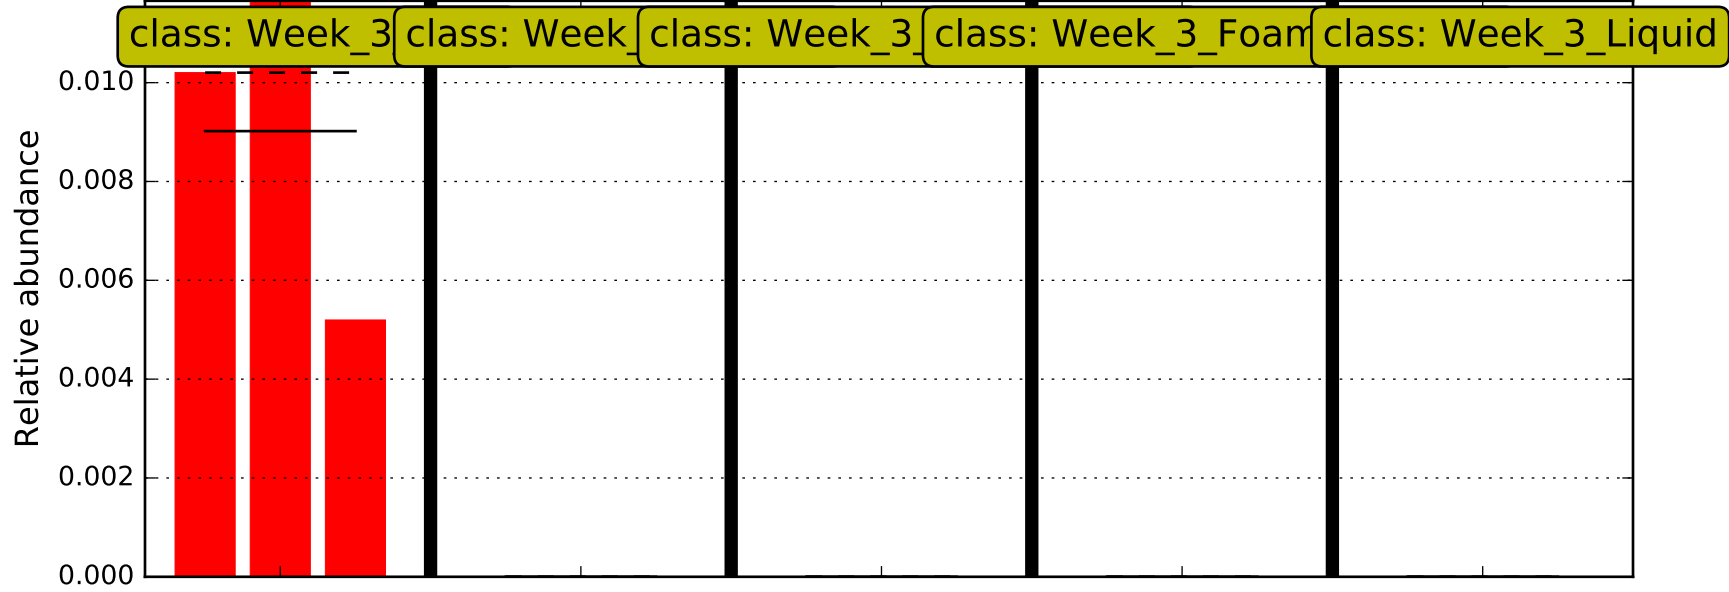 class: Week_3_
class: Week_
class: Week_3_
class: Week_3_Foam
class: Week_3_Liquid
0.010
0.008
0.006
0.004
0.002
0.000
Relative abundance